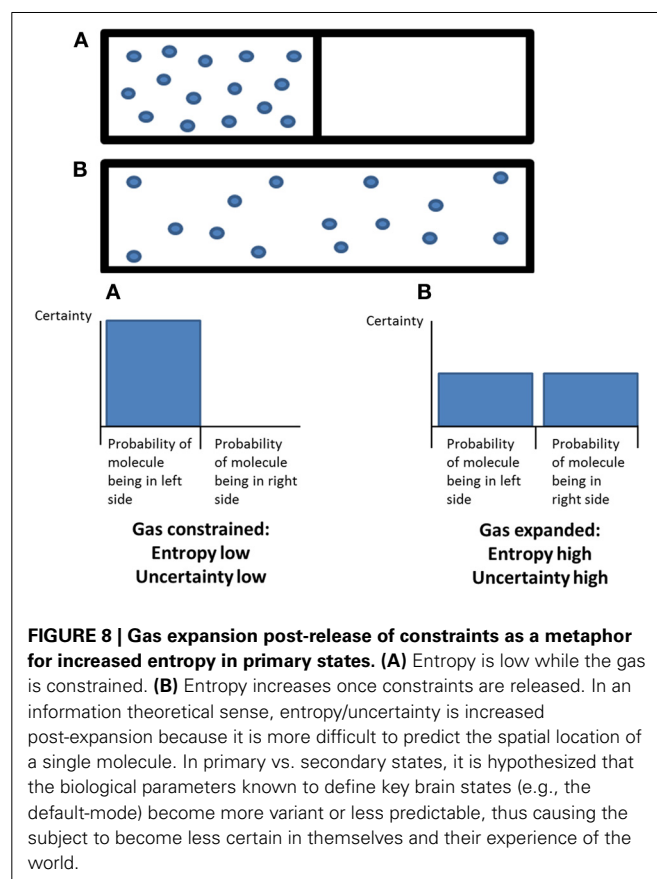 A
B
A
B
Certainty
Certainty
Probability of
molecule
being in left
side
Probability
of molecule
being in right
side
Probability
of molecule
being in left
side
Probability
of molecule
being in
right side
Gas constrained:
Entropy low
Uncertainty low
Gas expanded:
Entropy high
Uncertainty high
FIGURE 8 | Gas expansion post-release of constraints as a metaphor
for increased entropy in primary states. (A) Entropy is low while the gas
is constrained. (B) Entropy increases once constraints are released. In an
information theoretical sense, entropy/uncertainty is increased
post-expansion because it is more difficult to predict the spatial location of
a single molecule. In primary vs. secondary states, it is hypothesized that
the biological parameters known to define key brain states (e.g., the
default-mode) become more variant or less predictable, thus causing the
subject to become less certain in themselves and their experience of the
world.